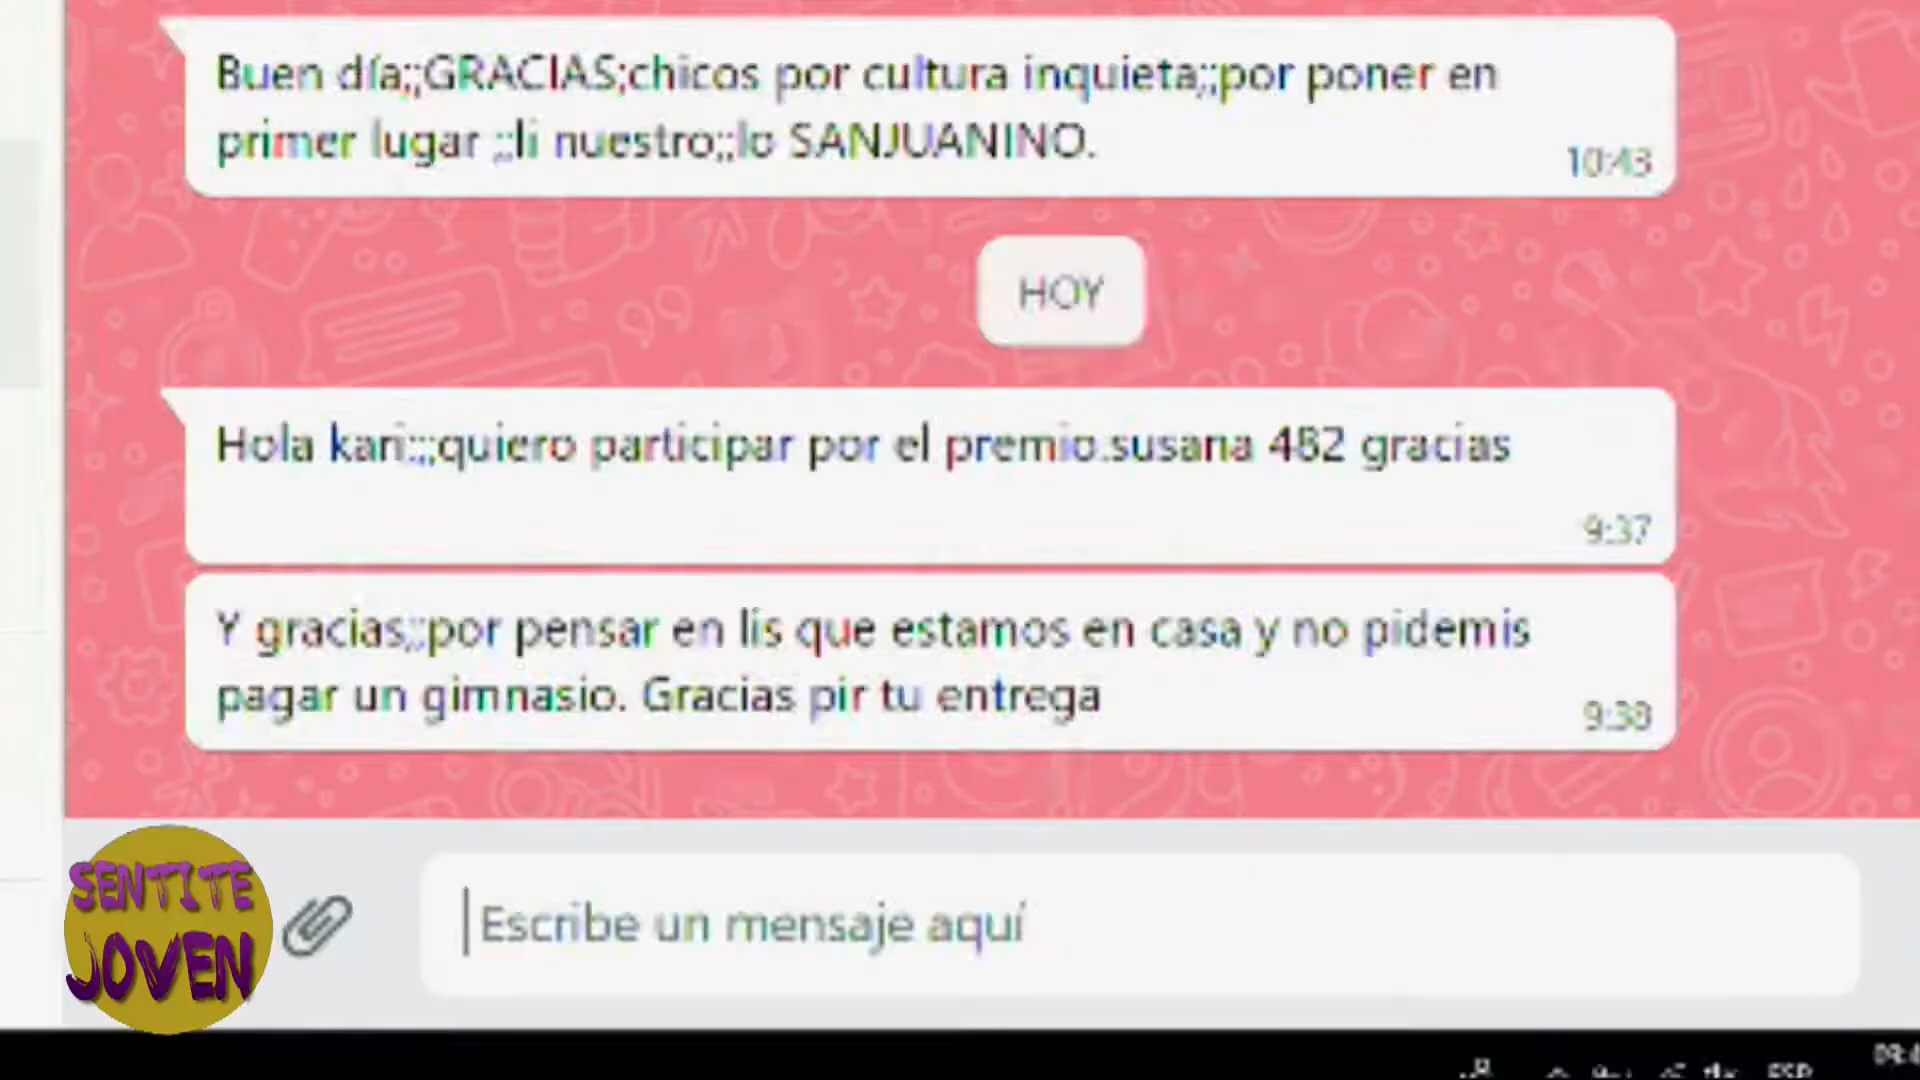 Buen día;;GRACIAS;chicos por cultura inquieta;;por poner en
primer lugar ;;li nuestro;;lo SANJUANINO.
10:43
HOY
Hola kari:;;quiero participar por el premio.susana 482 gracias
9:37
Y gracias;;por pensar en lis que estamos en casa y no pidemis
pagar un gimnasio. Gracias pir tu entrega
9:38
SENTITE
JOVEN
Escribe un mensaje aquí